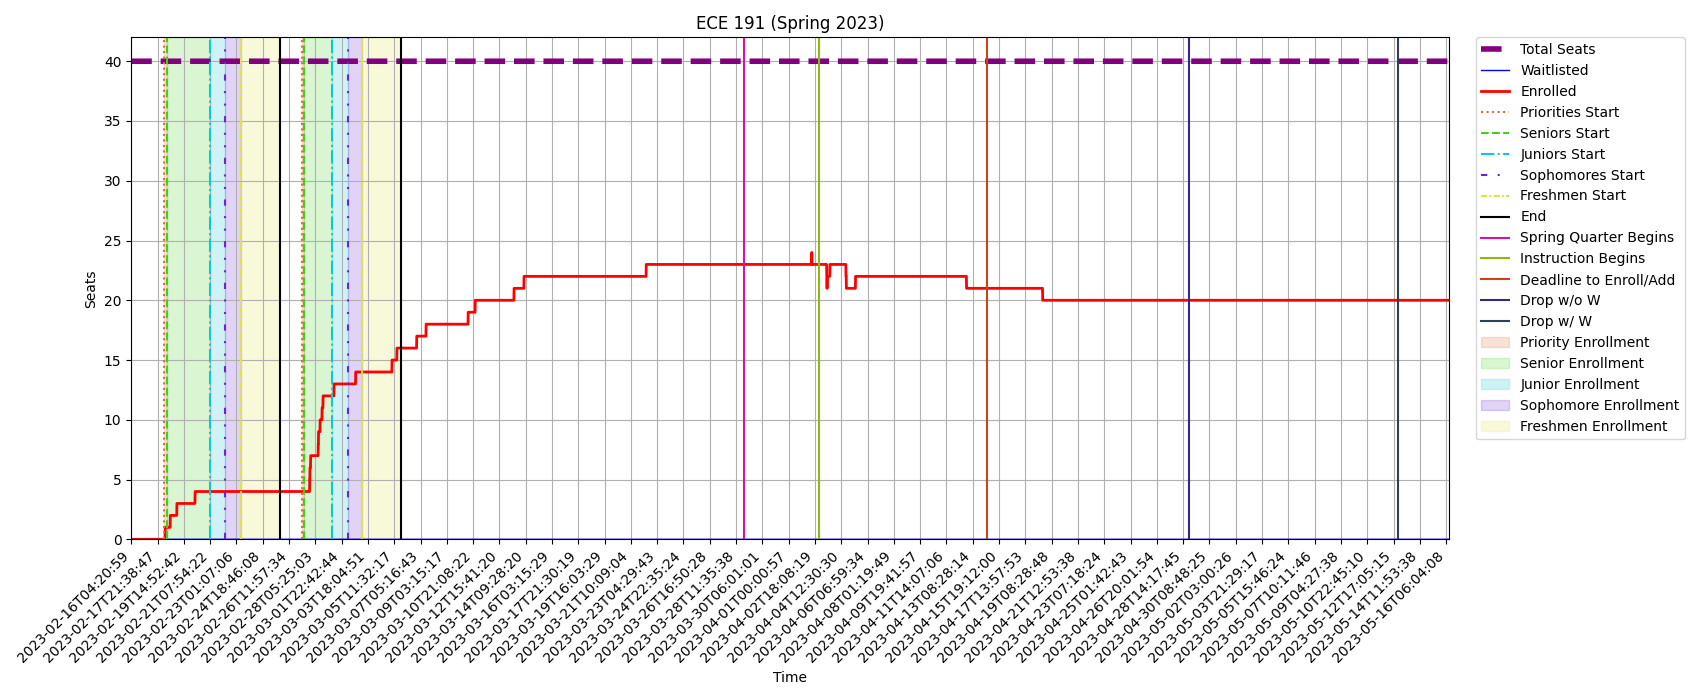 ECE 191 (Spring 2023)
40
35
30
25
20
15
10
5
0
Seats
2023-02-16T04:20:59
2023-02-17T21:38:47
2023-02-19T14:52:42
2023-02-21T07:54:22
2023-02-23T01:07:06
2023-02-24T18:46:08
2023-02-26T11:57:34
2023-02-28T05:25:03
2023-03-01T22:42:44
2023-03-03T18:04:51
2023-03-05T11:32:17
2023-03-07T05:16:43
2023-03-09T03:15:17
2023-03-10T21:08:22
2023-03-12T15:41:20
2023-03-14T09:28:20
2023-03-16T03:15:29
2023-03-17T21:30:19
2023-03-19T16:03:29
2023-03-21T10:09:04
2023-03-23T04:29:43
2023-03-24T22:35:24
2023-03-26T16:50:28
2023-03-28T11:35:38
2023-03-30T06:01:01
2023-04-01T00:00:57
2023-04-02T18:08:19
2023-04-04T12:30:30
2023-04-06T06:59:34
2023-04-08T01:19:49
2023-04-09T19:41:57
2023-04-11T14:07:06
2023-04-13T08:28:14
2023-04-15T19:12:00
2023-04-17T13:57:53
2023-04-19T08:28:48
2023-04-21T12:53:38
2023-04-23T07:18:24
2023-04-25T01:42:43
2023-04-26T20:01:54
2023-04-28T14:17:45
2023-04-30T08:48:25
2023-05-02T03:00:26
2023-05-03T21:29:17
2023-05-05T15:46:24
2023-05-07T10:11:46
2023-05-09T04:27:38
2023-05-10T22:45:10
2023-05-12T17:05:15
2023-05-14T11:53:38
2023-05-16T06:04:08
Time
Total Seats
Waitlisted
Enrolled
Priorities Start
Seniors Start
Juniors Start
Sophomores Start
Freshmen Start
End
Spring Quarter Begins
Instruction Begins
Deadline to Enroll/Add
Drop w/o W
Drop w/ W
Priority Enrollment
Senior Enrollment
Junior Enrollment
Sophomore Enrollment
Freshmen Enrollment